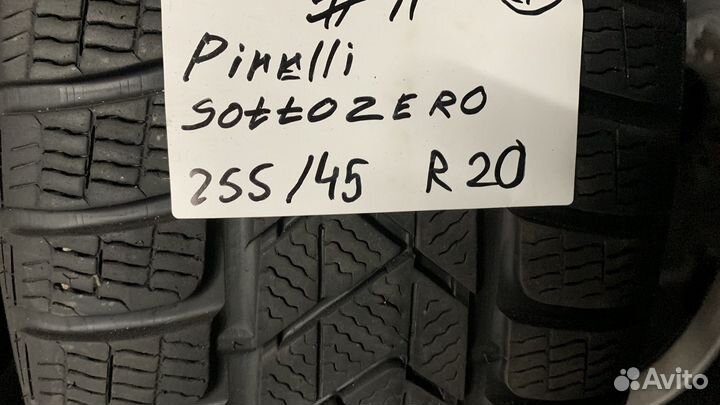 Pirelli
SOttOZERO
255/45 R20
Avito